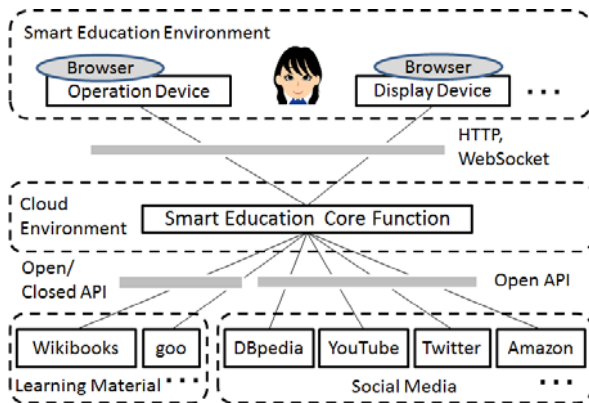 Smart Education Environment
Browser
Operation Device
Browser
Display Device
...
HTTP,
WebSocket
Cloud
Environment
Smart Education Core Function
Open/
Closed API
Open API
Wikibooks
goo
Learning Material ...
DBpedia
YouTube
Twitter
Amazon
Social Media
...